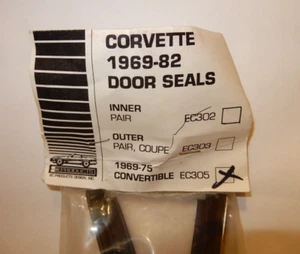 CORVETTE
1969-82
DOOR SEALS
INNER
PAIR EC302
OUTER
PAIR, COUPE EC303
1969-75
CONVERTIBLE EC305